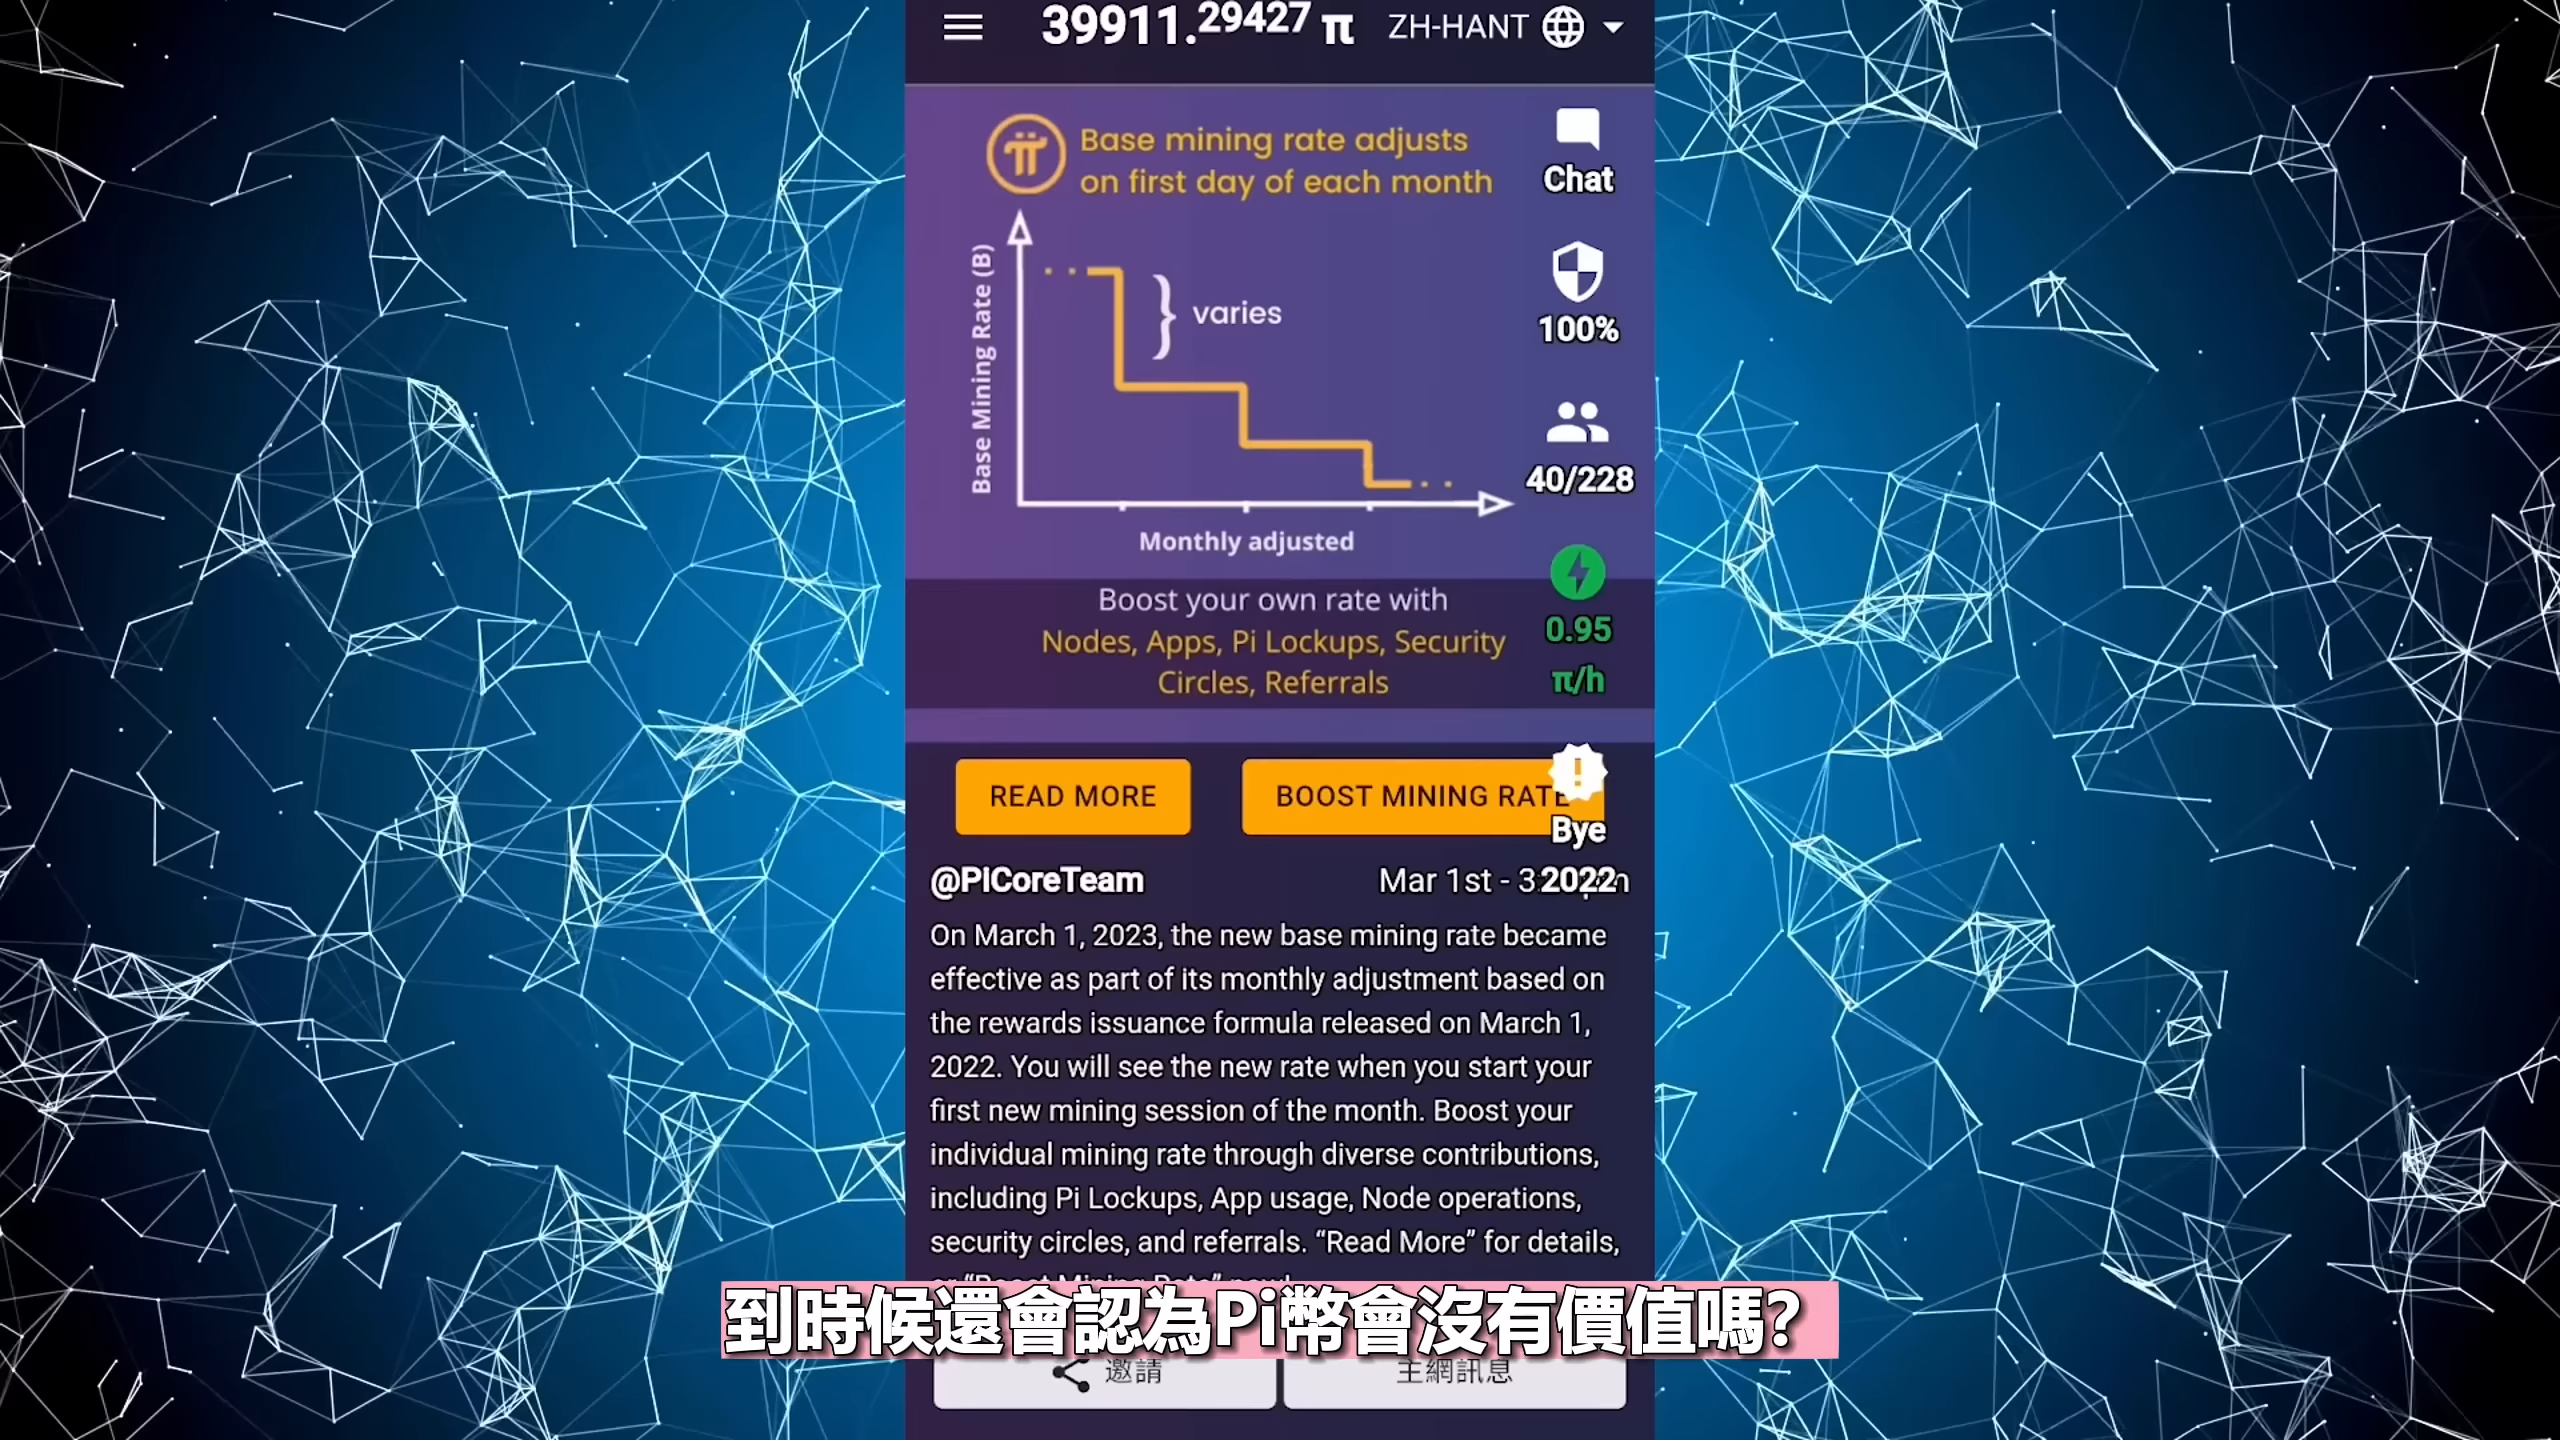 39911.29427 π ZH-HANT
Base mining rate adjusts
on first day of each month
Chat
Base Mining Rate (B)
varies
100%
40/228
Monthly adjusted
Boost your own rate with
Nodes, Apps, Pi Lockups, Security
Circles, Referrals
0.95
π/h
READ MORE
BOOST MINING RATE
Bye
2022
@PiCoreTeam
Mar 1st - 3
On March 1, 2023, the new base mining rate became
effective as part of its monthly adjustment based on
the rewards issuance formula released on March 1,
2022. You will see the new rate when you start your
first new mining session of the month. Boost your
individual mining rate through diverse contributions,
including Pi Lockups, App usage, Node operations,
security circles, and referrals. “Read More” for details,
到時候還會認為Pi幣會沒有價值嗎?
邀請
主網訊息